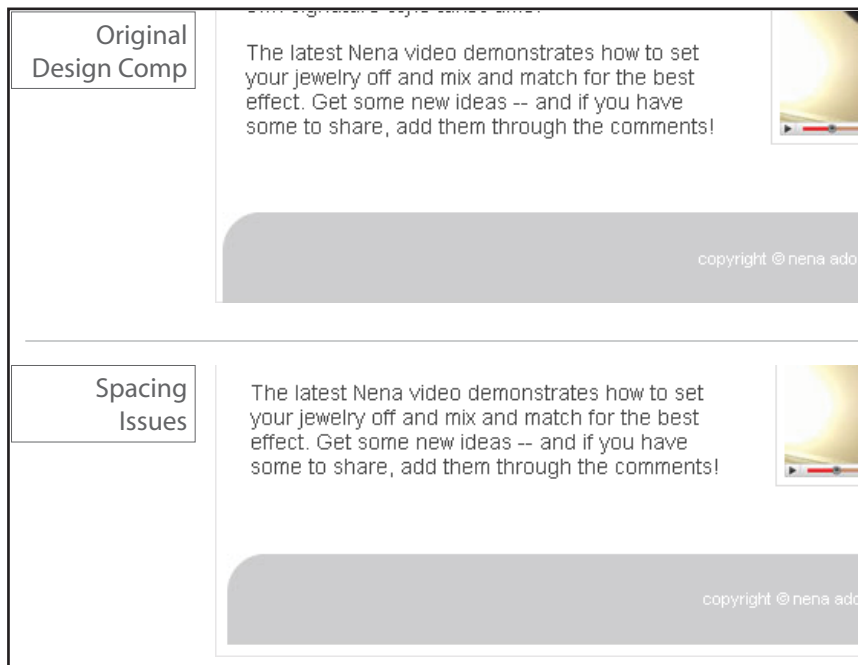 Original
Design Comp
The latest Nena video demonstrates how to set
your jewelry off and mix and match for the best
effect. Get some new ideas -- and if you have
some to share, add them through the comments!
copyright © nena ado
Spacing
Issues
The latest Nena video demonstrates how to set
your jewelry off and mix and match for the best
effect. Get some new ideas -- and if you have
some to share, add them through the comments!
copyright © nena ado